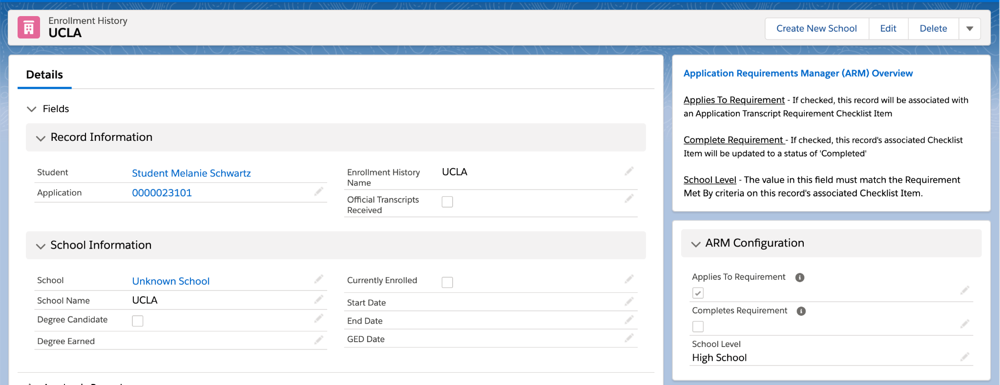 Enrollment History
UCLA
Create New School
Edit
Delete
Details
Fields
Record Information
Student
Student Melanie Schwartz
Application
0000023101
Enrollment History
Name
UCLA
Official Transcripts
Received
School Information
School
Unknown School
School Name
UCLA
Degree Candidate
Degree Earned
Currently Enrolled
Start Date
End Date
GED Date
Application Requirements Manager (ARM) Overview
Applies To Requirement - If checked, this record will be associated with
an Application Transcript Requirement Checklist Item
Complete Requirement - If checked, this record's associated Checklist
Item will be updated to a status of 'Completed'
School Level - The value in this field must match the Requirement
Met By criteria on this record's associated Checklist Item.
ARM Configuration
Applies To Requirement
Completes Requirement
School Level
High School